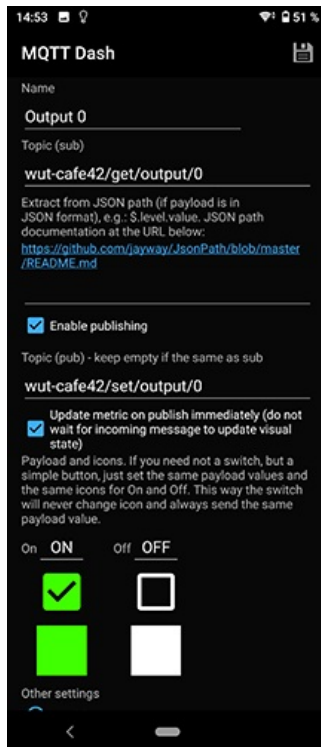 14:53 51 %
MQTT Dash
Name
Output 0
Topic (sub)
wut-cafe42/get/output/0
Extract from JSON path (if payload is in
JSON format), e.g.: $.level.value. JSON path
documentation at the URL below:
https://github.com/jayway/JsonPath/blob/master
/README.md
Enable publishing
Topic (pub) - keep empty if the same as sub
wut-cafe42/set/output/0
Update metric on publish immediately (do not
wait for incoming message to update visual
state)
Payload and icons. If you need not a switch, but a
simple button, just set the same payload values and
the same icons for On and Off. This way the switch
will never change icon and always send the same
payload value.
On ON Off OFF
Other settings